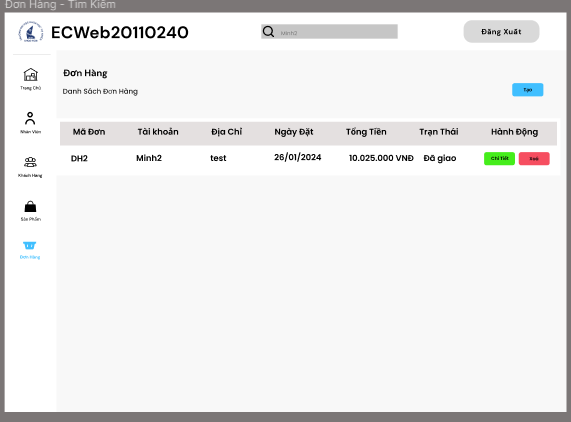 Đơn Hàng - Tìm Kiếm
ECWeb20110240
Minh2
Đăng Xuất
Trang Chủ
Nhân Viên
Khách Hàng
Sản Phẩm
Đơn Hàng
Đơn Hàng
Danh Sách Đơn Hàng
Tạo
Mã Đơn Tài khoản Địa Chỉ Ngày Đặt Tổng Tiền Trạn Thái Hành Động
DH2 Minh2 test 26/01/2024 10.025.000 VNĐ Đã giao Chi Tiết Xoá